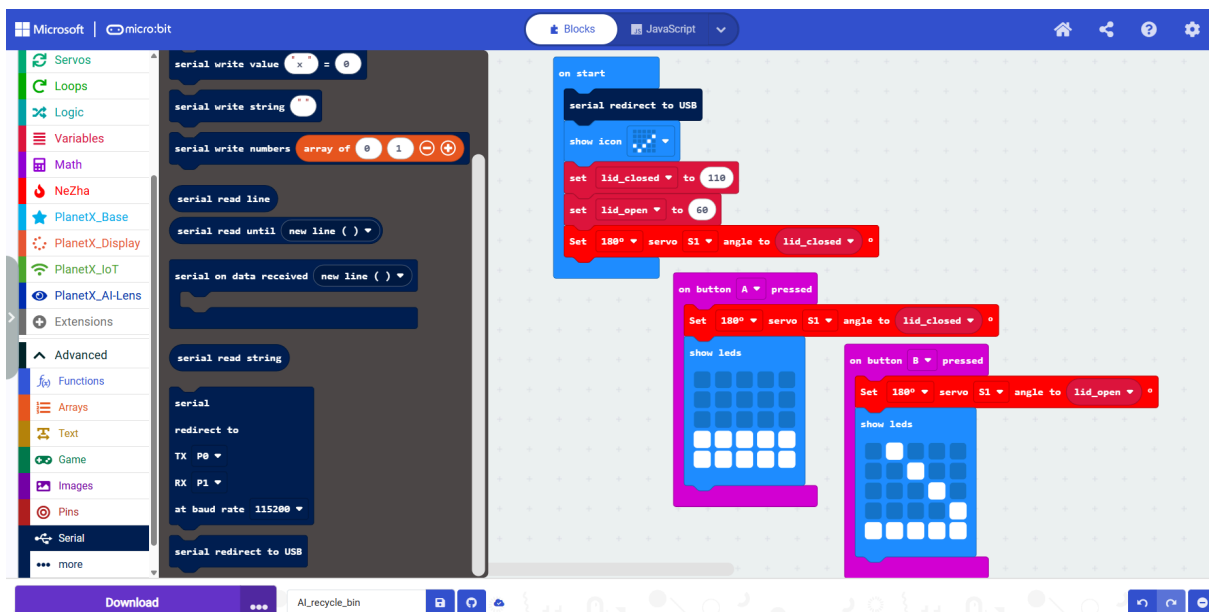 Microsoft | micro:bit
Blocks
JavaScript
Servos
Loops
Logic
Variables
Math
NeZha
PlanetX_Base
PlanetX_Display
PlanetX_IoT
PlanetX_AI-Lens
Extensions
Advanced
Functions
Arrays
Text
Game
Images
Pins
Serial
more
serial write value "x" = 0
serial write string " "
serial write numbers array of 0 1
serial read line
serial read until new line ( )
serial on data received new line ( )
serial read string
serial
redirect to
TX P0
RX P1
at baud rate 115200
serial redirect to USB
on start
serial redirect to USB
show icon
set lid_closed to 110
set lid_open to 60
Set 180° servo S1 angle to lid_closed °
on button A pressed
Set 180° servo S1 angle to lid_closed °
show leds
on button B pressed
Set 180° servo S1 angle to lid_open °
show leds
Download
AI_recycle_bin